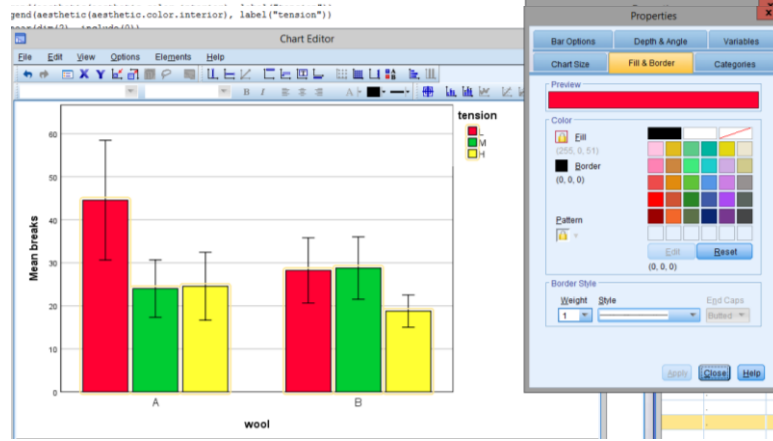 gend(aesthetic(aesthetic.color.interior), label("tension"))
Chart Editor
File Edit View Options Elements Help
X Y
B I A
tension
L
M
H
60
50
40
30
20
10
0
Mean breaks
A B
wool
Properties
Bar Options Depth & Angle Variables
Chart Size Fill & Border Categories
Preview
Color
Fill
(255, 0, 51)
Border
(0, 0, 0)
Pattern
Edit Reset
(0, 0, 0)
Border Style
Weight Style End Caps
1 Butted
Apply Close Help